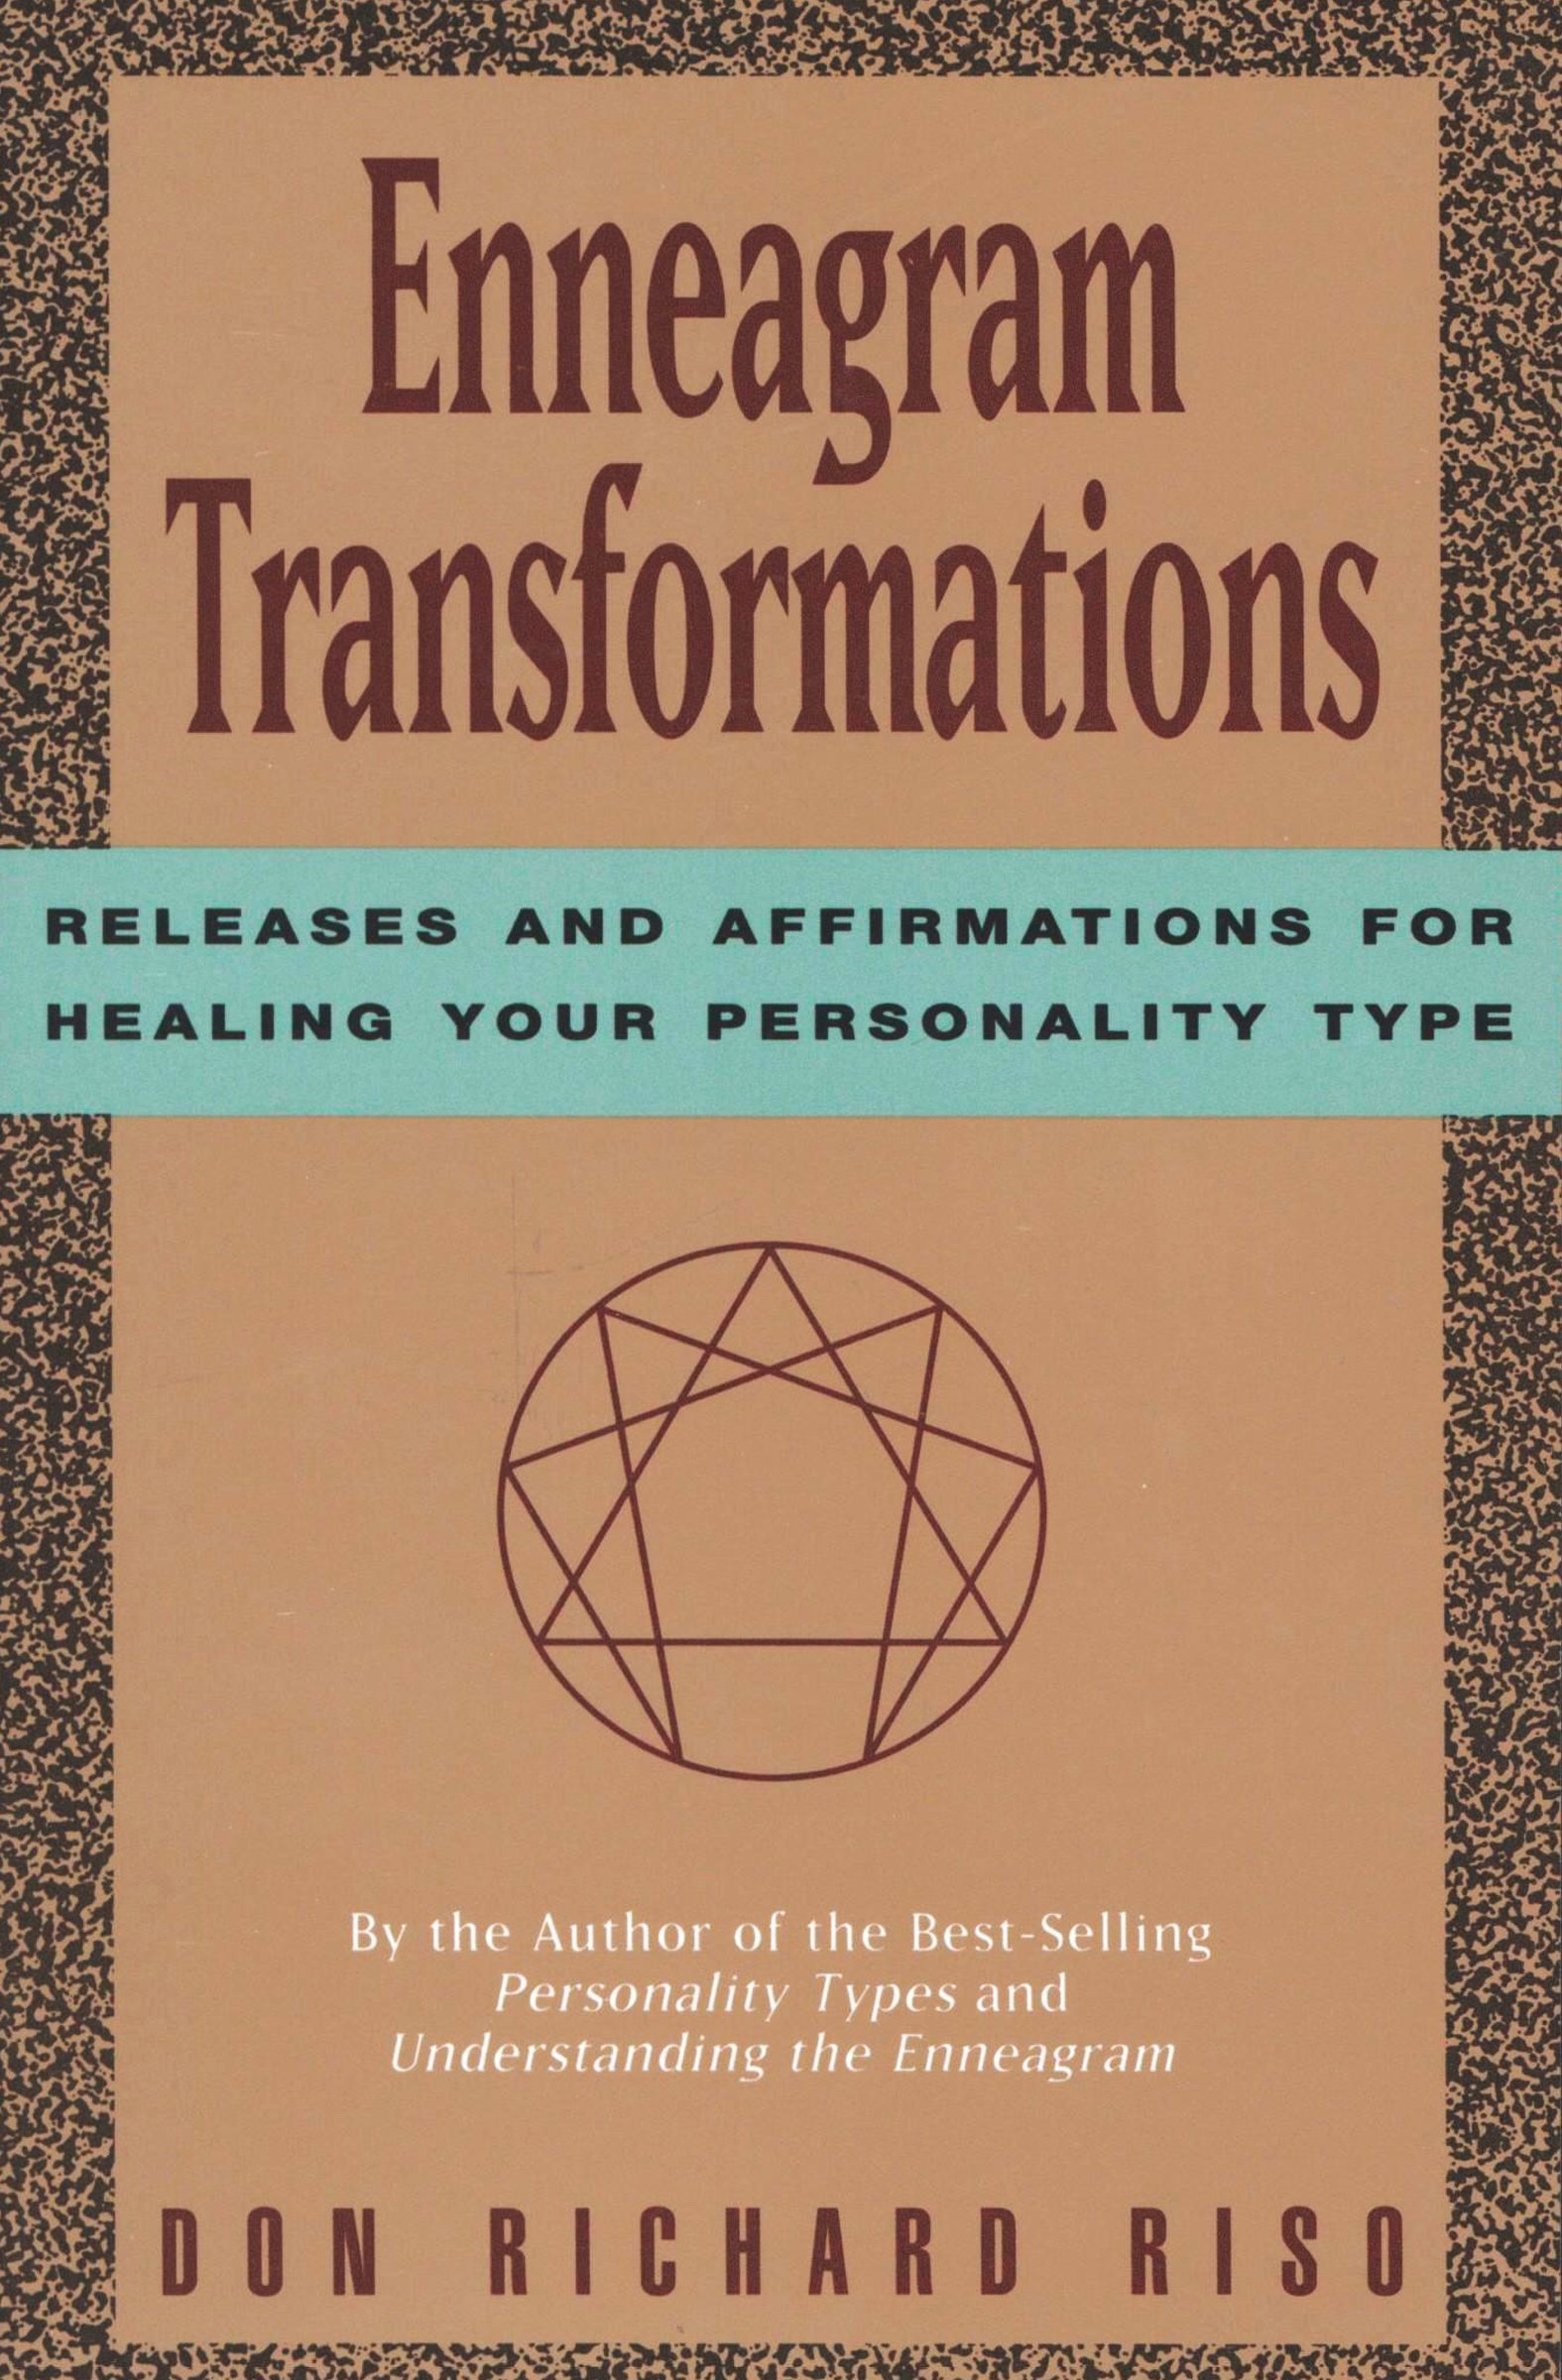 Enneagram
Transformations
RELEASES AND AFFIRMATIONS FOR
HEALING YOUR PERSONALITY TYPE
By the Author of the Best-Selling
Personality Types and
Understanding the Enneagram
DON RICHARD RISO